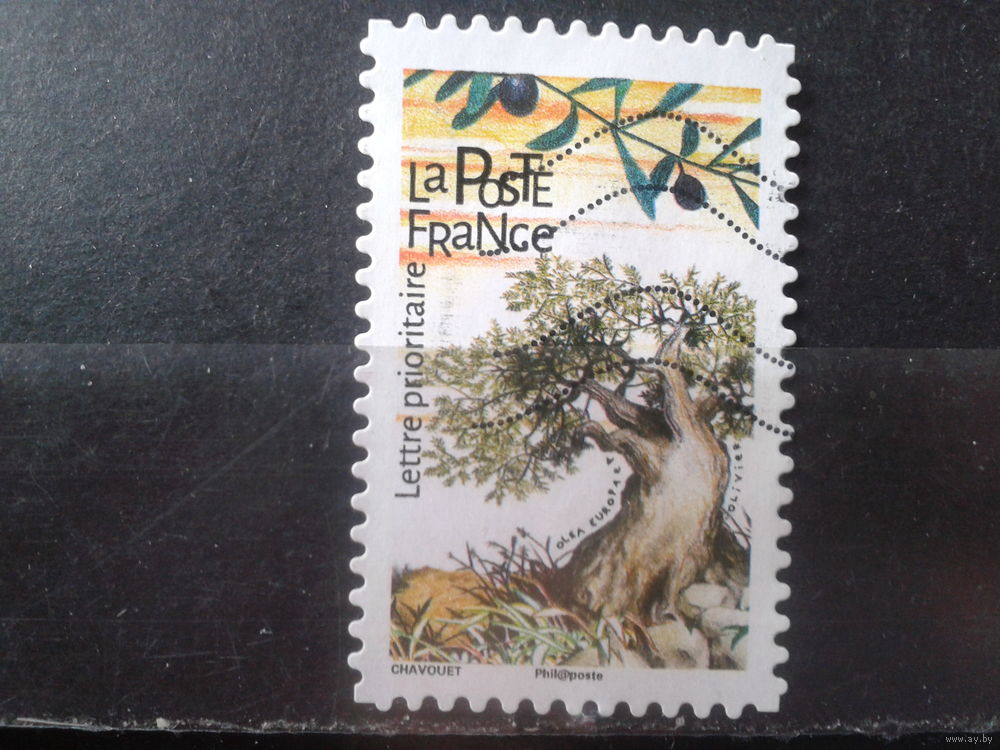 La POSTE
FRaNce
Lettre prioritaire
OLEA EUROPAEA
OLIVIER
CHAVOUET
Phil@poste
www.ay.by